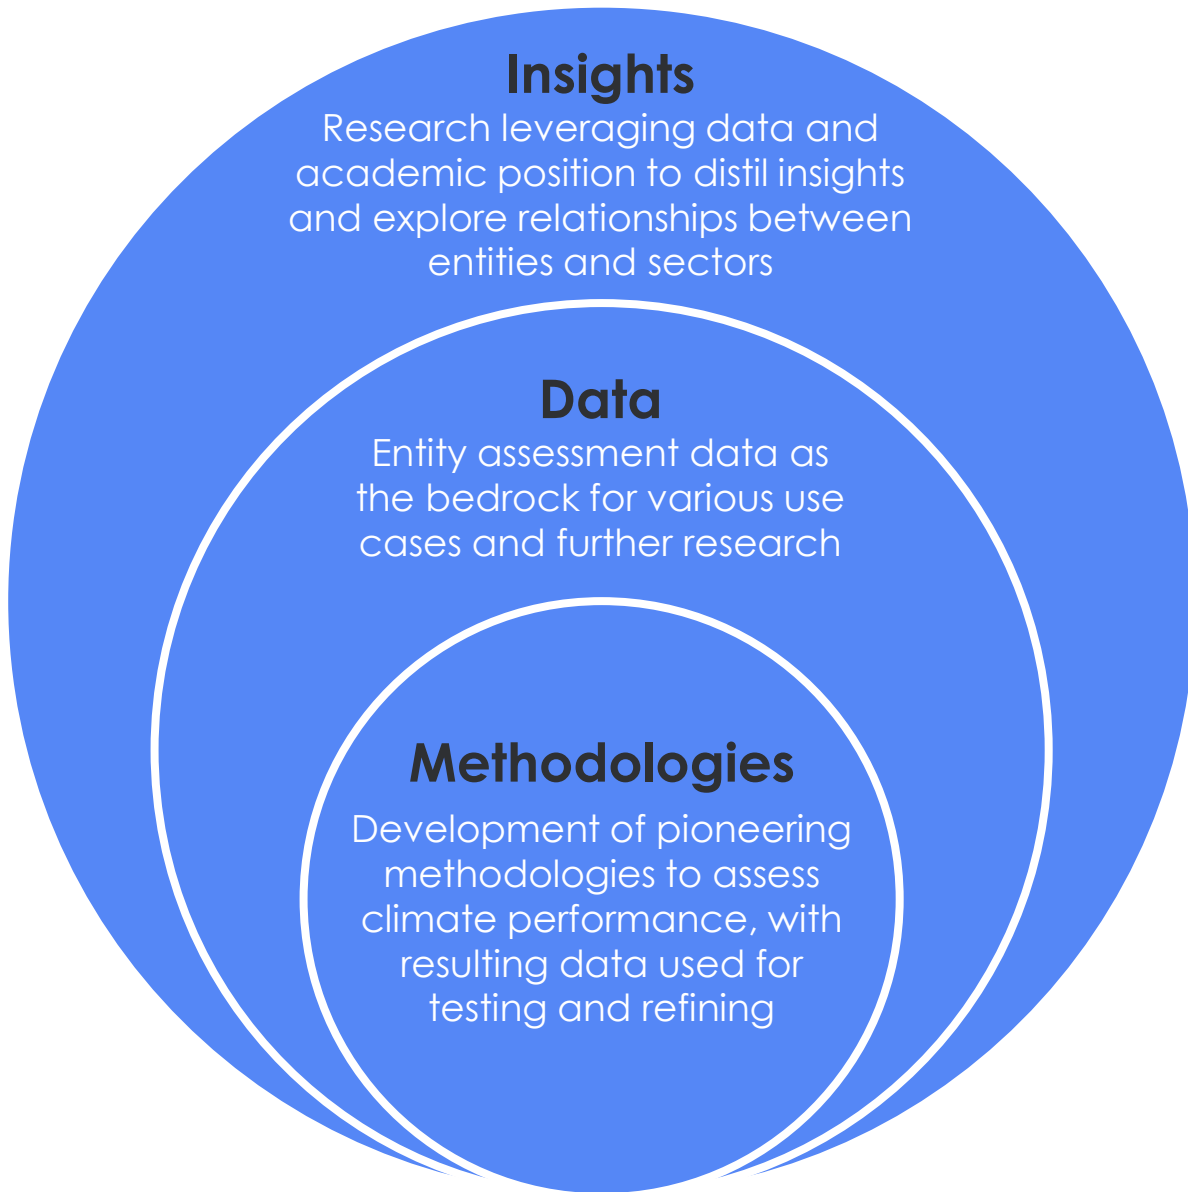 Insights
Research leveraging data and
academic position to distil insights
and explore relationships between
entities and sectors
Data
Entity assessment data as
the bedrock for various use
cases and further research
Methodologies
Development of pioneering
methodologies to assess
climate performance, with
resulting data used for
testing and refining